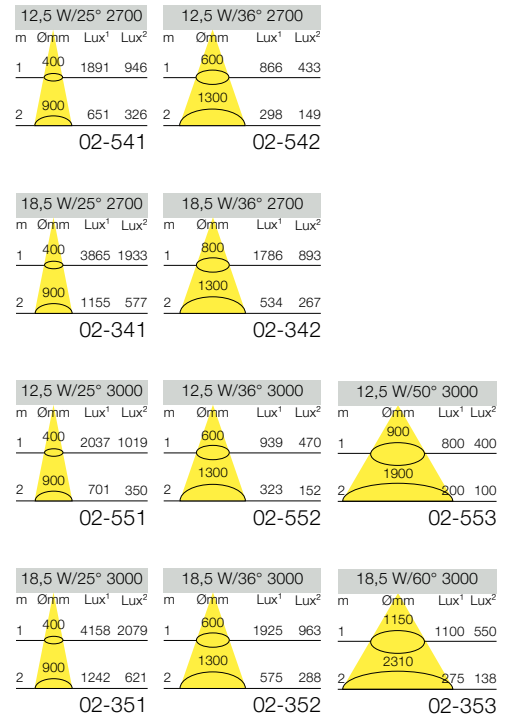 12,5 W/25° 2700
m Ømm Lux¹ Lux²
1 400 1891 946
2 900 651 326
02-541
12,5 W/36° 2700
m Ømm Lux¹ Lux²
1 600 866 433
2 1300 298 149
02-542
18,5 W/25° 2700
m Ømm Lux¹ Lux²
1 400 3865 1933
2 900 1155 577
02-341
18,5 W/36° 2700
m Ømm Lux¹ Lux²
1 800 1786 893
2 1300 534 267
02-342
12,5 W/25° 3000
m Ømm Lux¹ Lux²
1 400 2037 1019
2 900 701 350
02-551
12,5 W/36° 3000
m Ømm Lux¹ Lux²
1 600 939 470
2 1300 323 152
02-552
12,5 W/50° 3000
m Ømm Lux¹ Lux²
1 900 800 400
2 1900 200 100
02-553
18,5 W/25° 3000
m Ømm Lux¹ Lux²
1 400 4158 2079
2 900 1242 621
02-351
18,5 W/36° 3000
m Ømm Lux¹ Lux²
1 600 1925 963
2 1300 575 288
02-352
18,5 W/60° 3000
m Ømm Lux¹ Lux²
1 1150 1100 550
2 2310 275 138
02-353